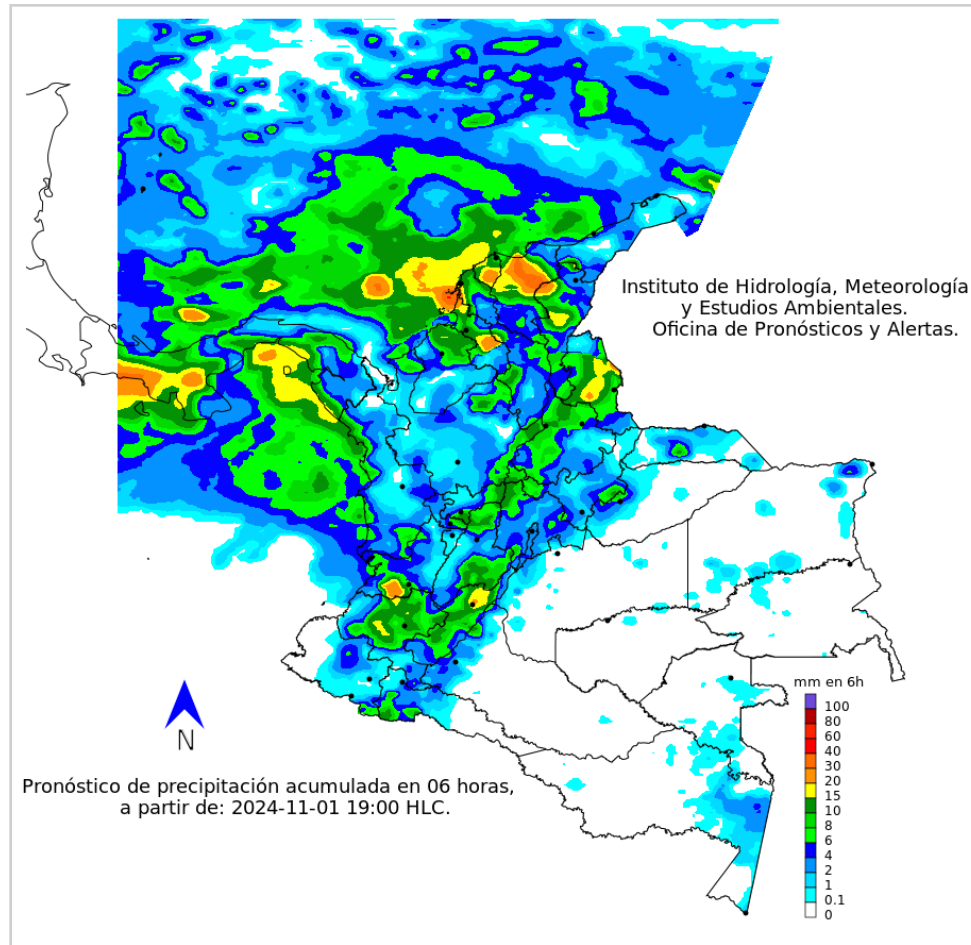 Instituto de Hidrología, Meteorología
y Estudios Ambientales.
Oficina de Pronósticos y Alertas.
mm en 6h
100
80
60
40
30
20
15
10
8
6
4
2
1
0.1
0
N
Pronóstico de precipitación acumulada en 06 horas,
a partir de: 2024-11-01 19:00 HLC.